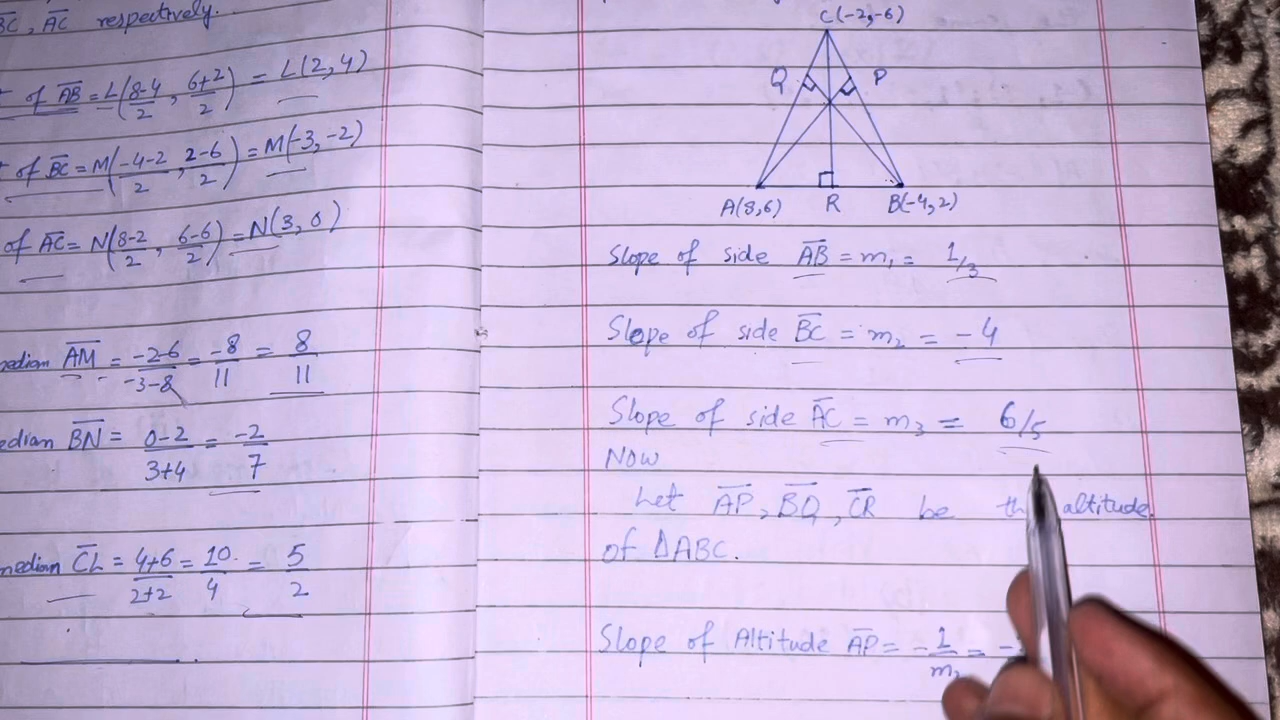 BC, AC respectively.
of AB = L(8-4/2, 6+2/2) = L(2, 4)
of BC = M(-4-2/2, 2-6/2) = M(-3, -2)
of AC = N(8-2/2, 6-6/2) = N(3, 0)
median AM = -2-6/-3-8 = -8/11 = 8/11
edian BN = 0-2/3+4 = -2/7
median CL = 4+6/2+2 = 10/4 = 5/2
C(-2,-6)
Q P
A(8,6) R B(-4,2)
Slope of side AB = m₁ = 1/3
Slope of side BC = m₂ = -4
Slope of side AC = m₃ = 6/5
Now
Let AP, BQ, CR be the altitude
of ΔABC.
Slope of Altitude AP = -1/m₂ = -